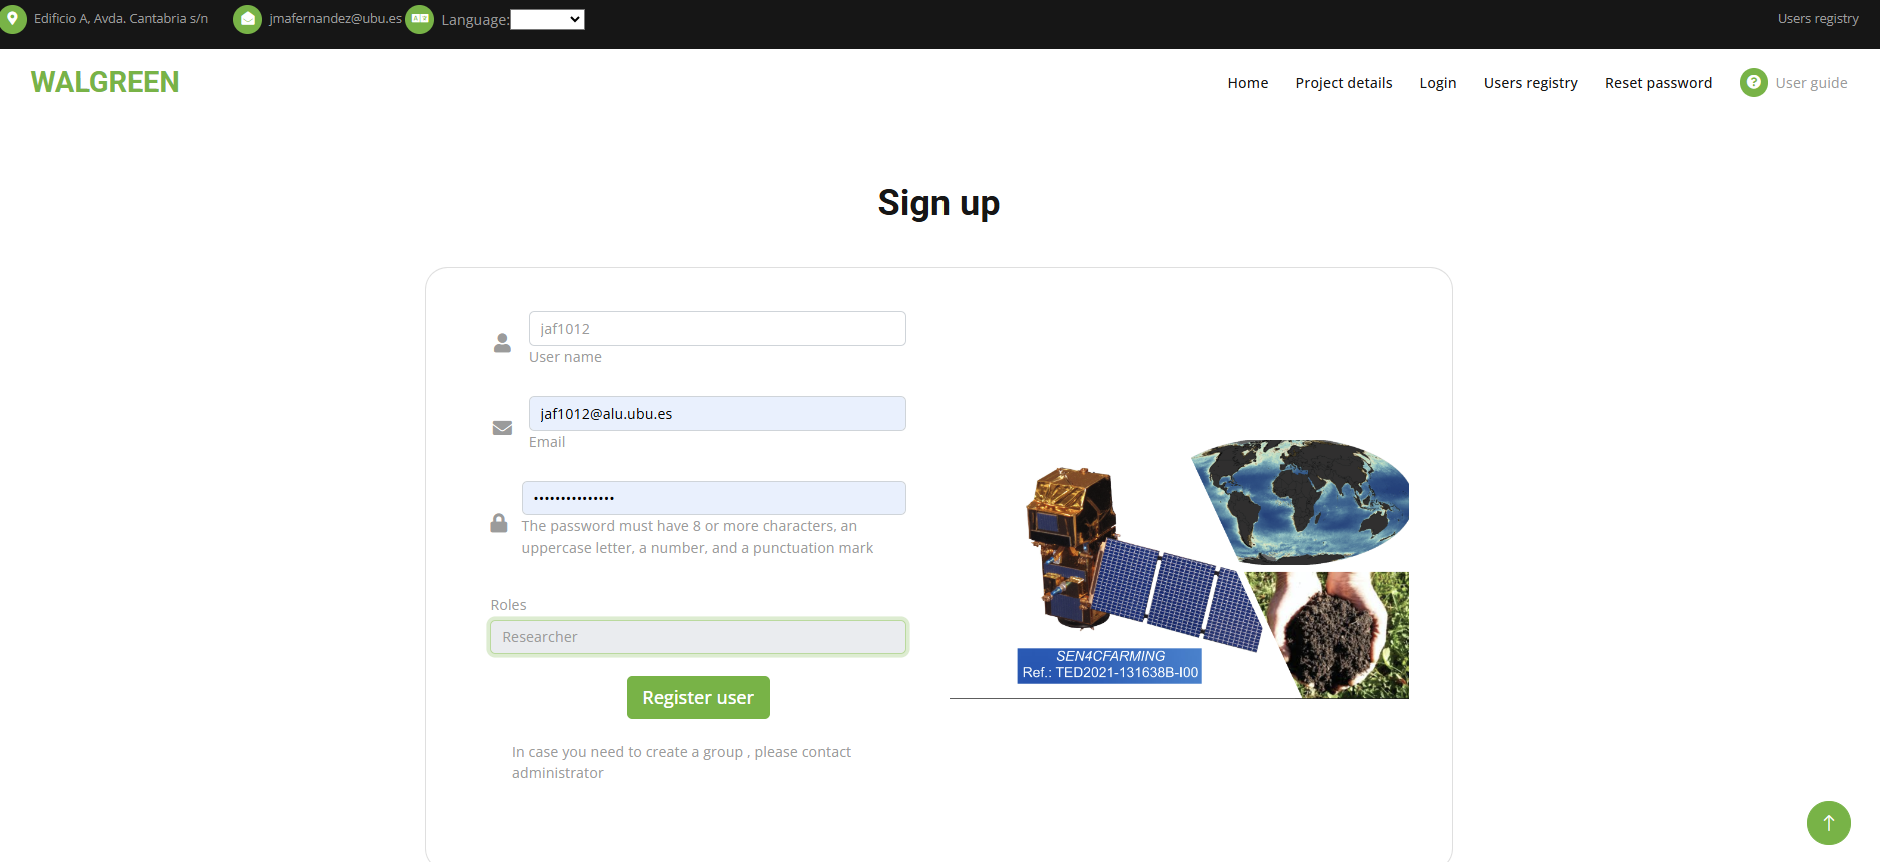 Edificio A, Avda. Cantabria s/n jmafernandez@ubu.es Language: Users registry
WALGREEN Home Project details Login Users registry Reset password User guide
Sign up
jaf1012
User name
jaf1012@alu.ubu.es
Email
•••••••••••••••
The password must have 8 or more characters, an
uppercase letter, a number, and a punctuation mark
Roles
Researcher
Register user
In case you need to create a group , please contact
administrator
SEN4CFARMING
Ref.: TED2021-131638B-I00